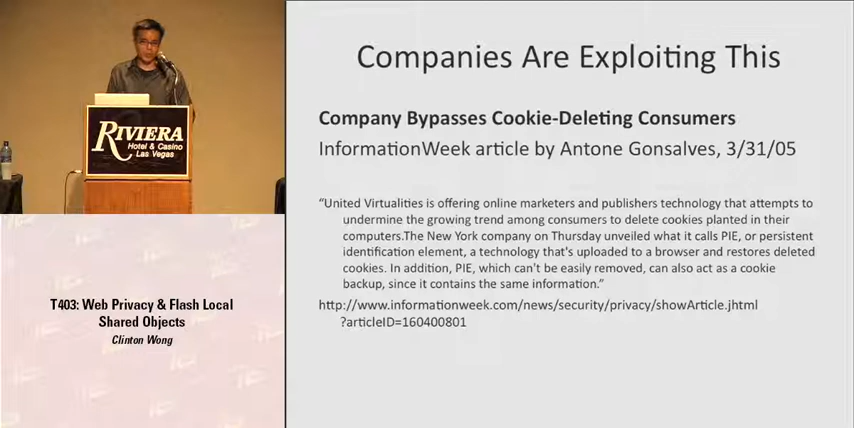 RIVIERA
Hotel & Casino
Las Vegas
T403: Web Privacy & Flash Local
Shared Objects
Clinton Wong
Companies Are Exploiting This
Company Bypasses Cookie-Deleting Consumers
InformationWeek article by Antone Gonsalves, 3/31/05
“United Virtualities is offering online marketers and publishers technology that attempts to
undermine the growing trend among consumers to delete cookies planted in their
computers.The New York company on Thursday unveiled what it calls PIE, or persistent
identification element, a technology that's uploaded to a browser and restores deleted
cookies. In addition, PIE, which can't be easily removed, can also act as a cookie
backup, since it contains the same information.”
http://www.informationweek.com/news/security/privacy/showArticle.jhtml
?articleID=160400801